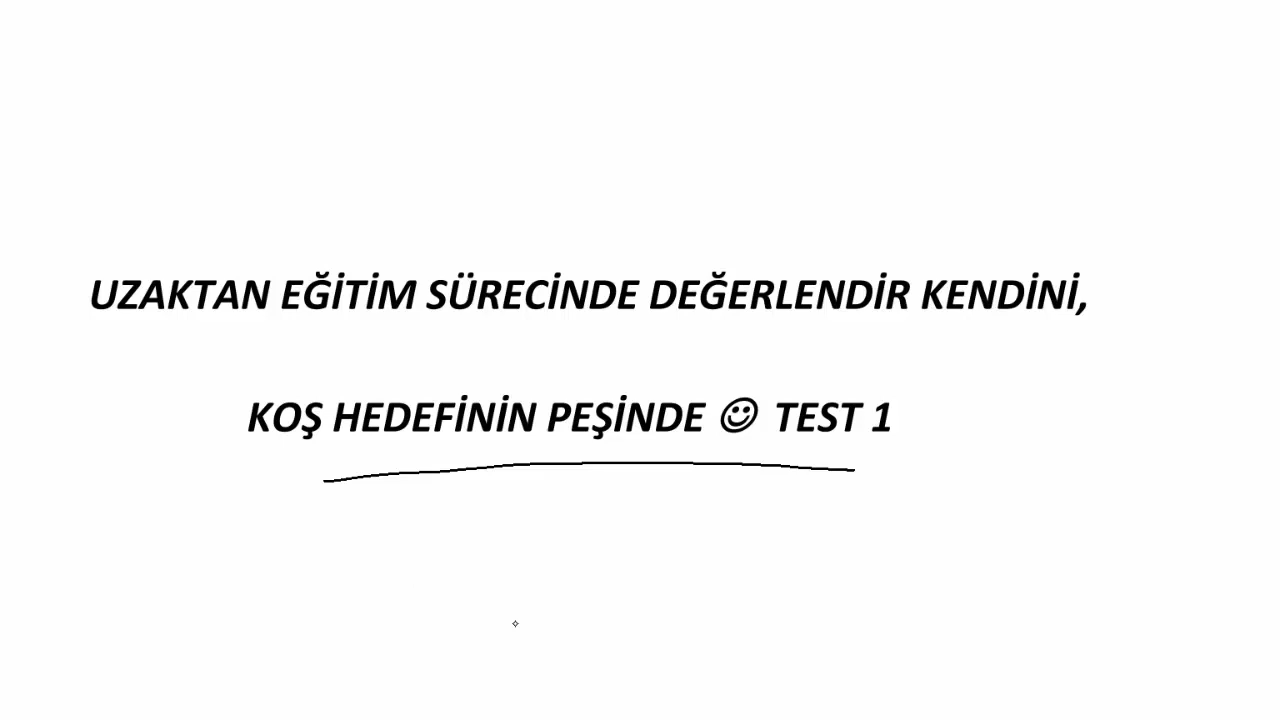 UZAKTAN EĞİTİM SÜRECİNDE DEĞERLENDİR KENDİNİ,
KOŞ HEDEFİNİN PEŞİNDE ☺ TEST 1